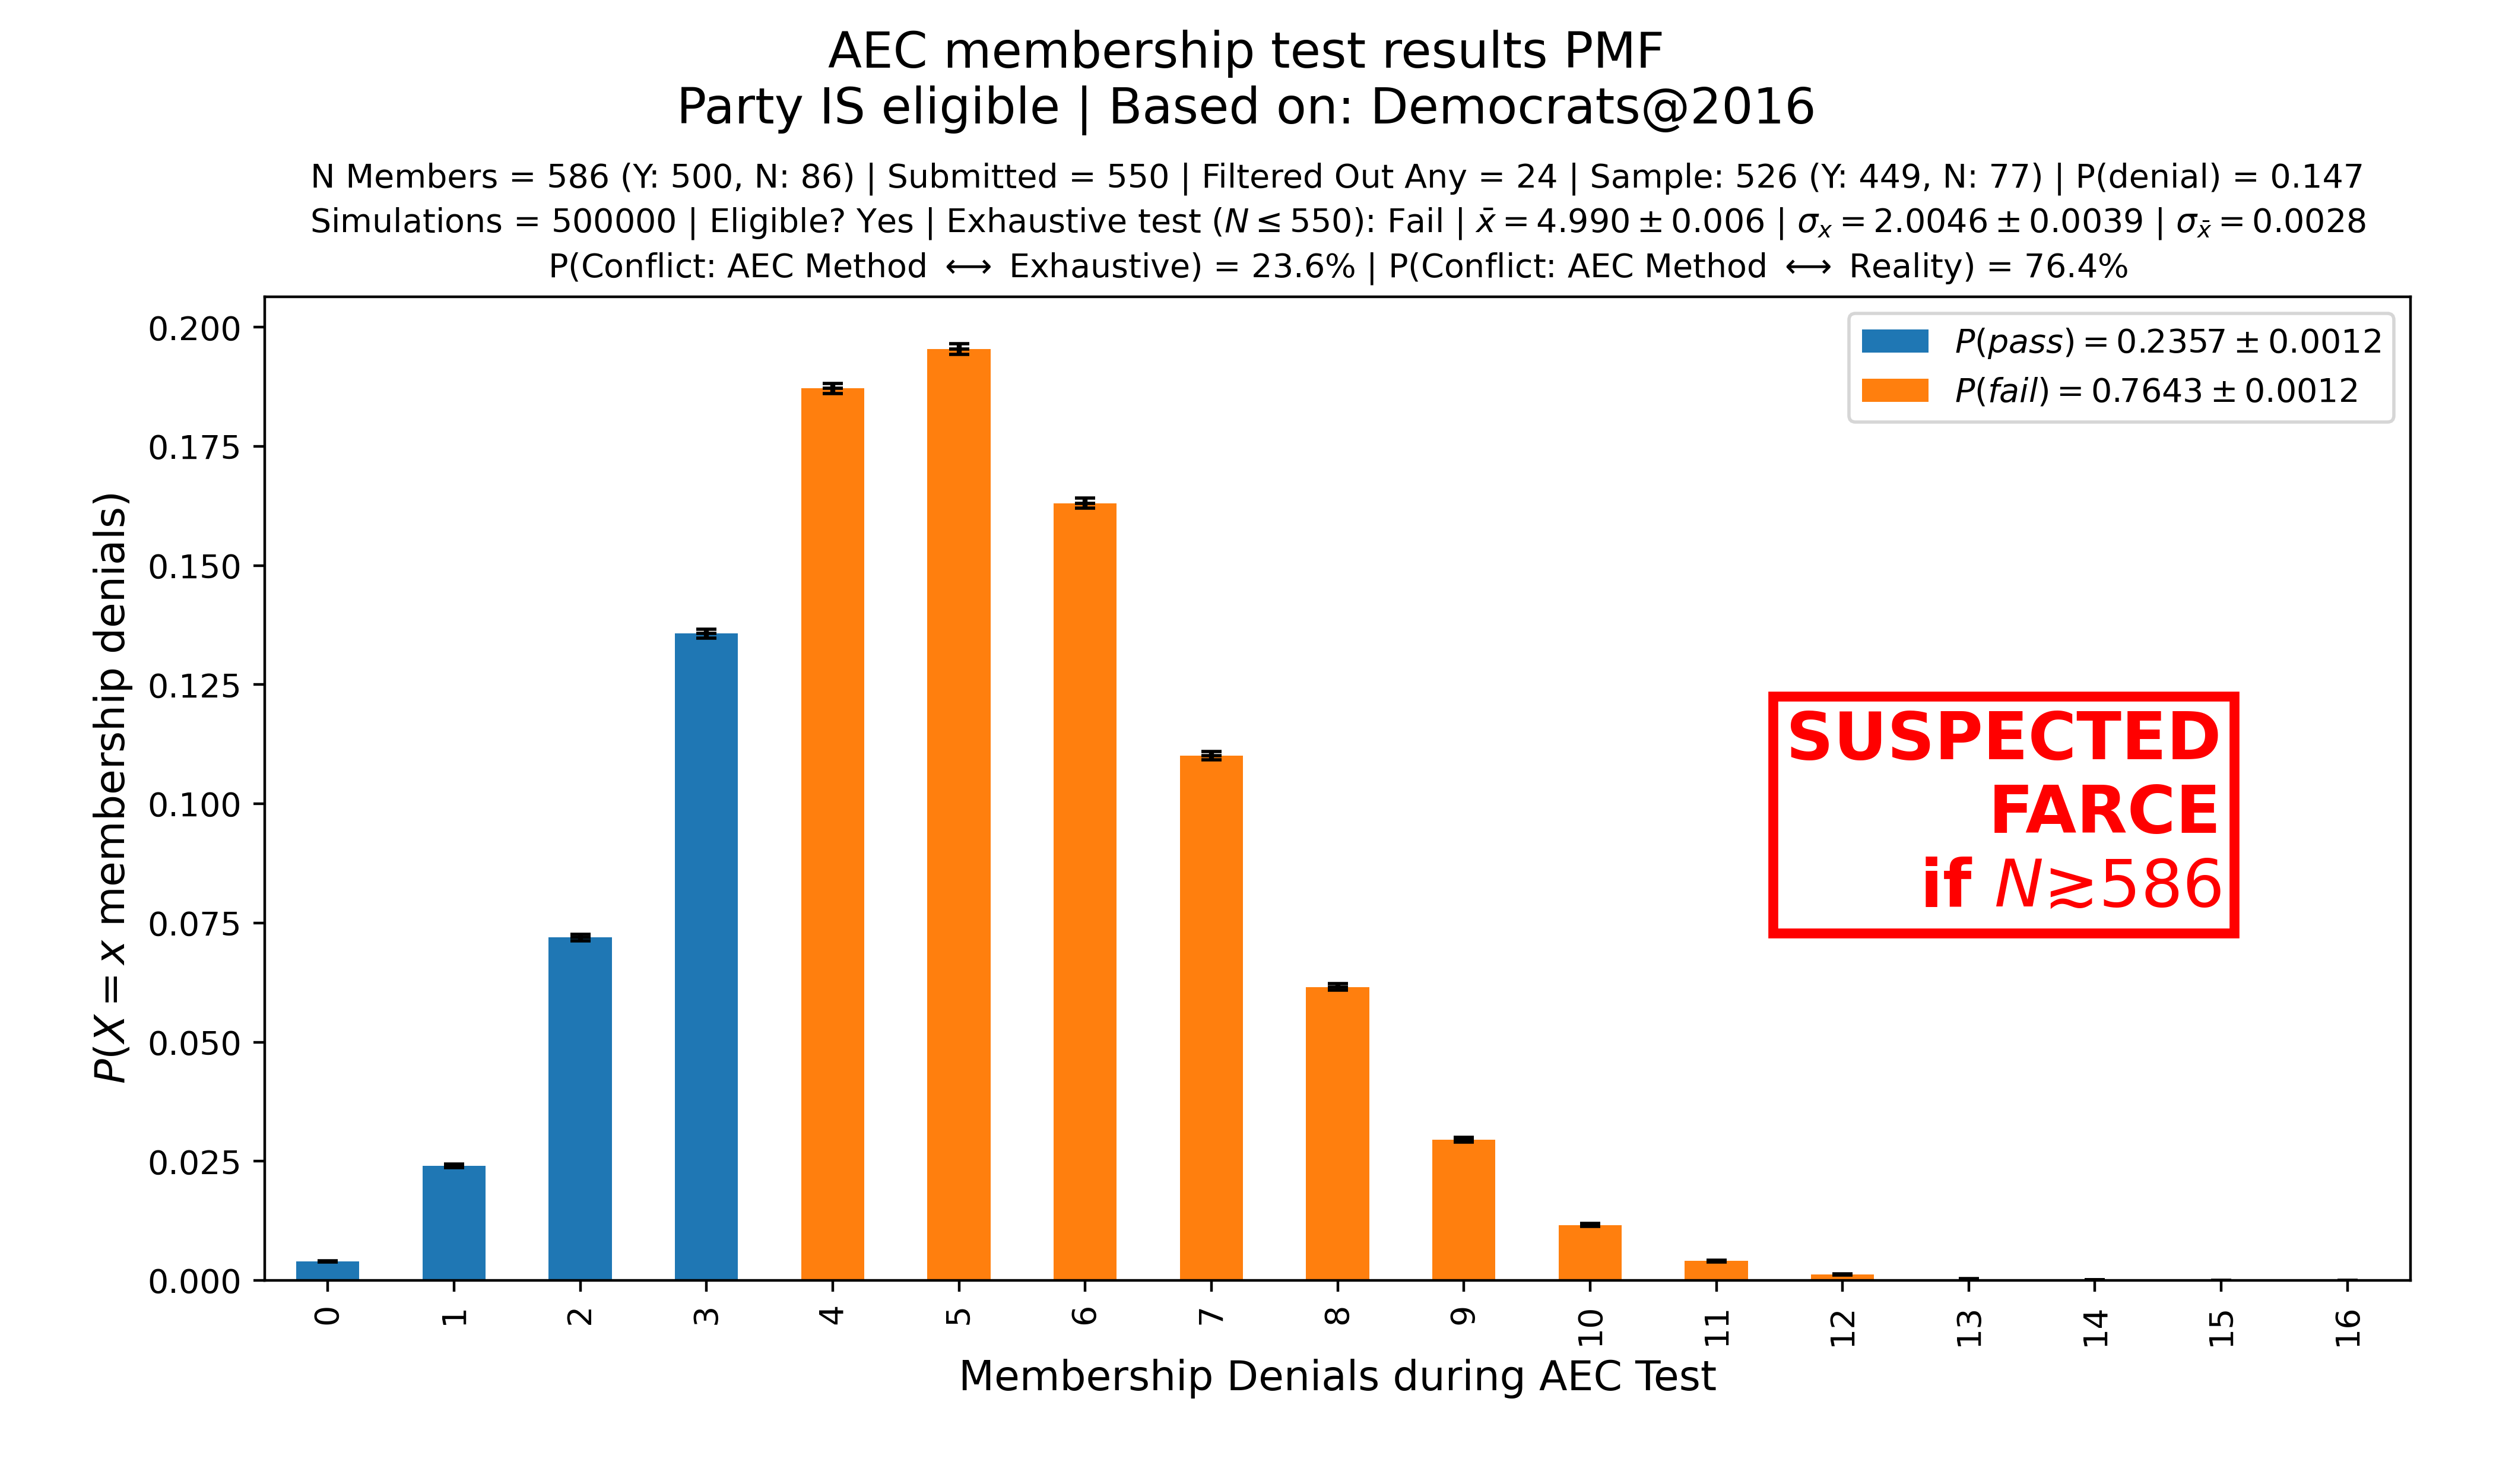 AEC membership test results PMF
Party IS eligible | Based on: Democrats@2016
N Members = 586 (Y: 500, N: 86) | Submitted = 550 | Filtered Out Any = 24 | Sample: 526 (Y: 449, N: 77) | P(denial) = 0.147
Simulations = 500000 | Eligible? Yes | Exhaustive test (N ≤ 550): Fail | x̄ = 4.990 ± 0.006 | σₓ = 2.0046 ± 0.0039 | σ_x̄ = 0.0028
P(Conflict: AEC Method ⟷ Exhaustive) = 23.6% | P(Conflict: AEC Method ⟷ Reality) = 76.4%
P(pass) = 0.2357 ± 0.0012
P(fail) = 0.7643 ± 0.0012
P(X = x membership denials)
0.200
0.175
0.150
0.125
0.100
0.075
0.050
0.025
0.000
SUSPECTED
FARCE
if N⪆586
0 1 2 3 4 5 6 7 8 9 10 11 12 13 14 15 16
Membership Denials during AEC Test